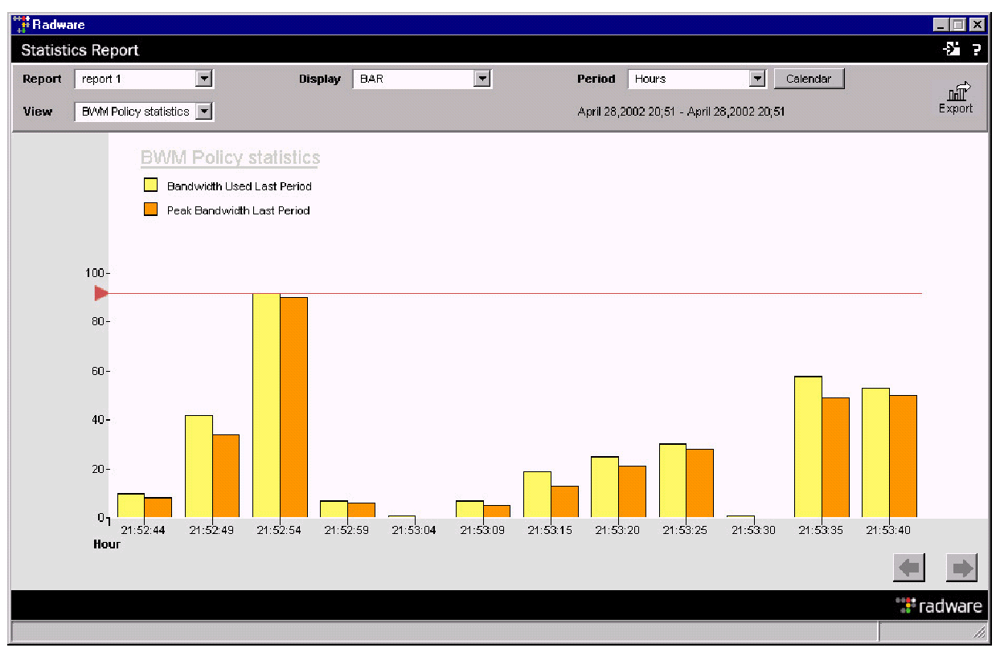 Radware
Statistics Report ?
Report report 1 Display BAR Period Hours Calendar
View BWM Policy statistics April 28,2002 20;51 - April 28,2002 20;51 Export
BWM Policy statistics
Bandwidth Used Last Period
Peak Bandwidth Last Period
100
80
60
40
20
0
21:52:44 21:52:49 21:52:54 21:52:59 21:53:04 21:53:09 21:53:15 21:53:20 21:53:25 21:53:30 21:53:35 21:53:40
Hour
radware